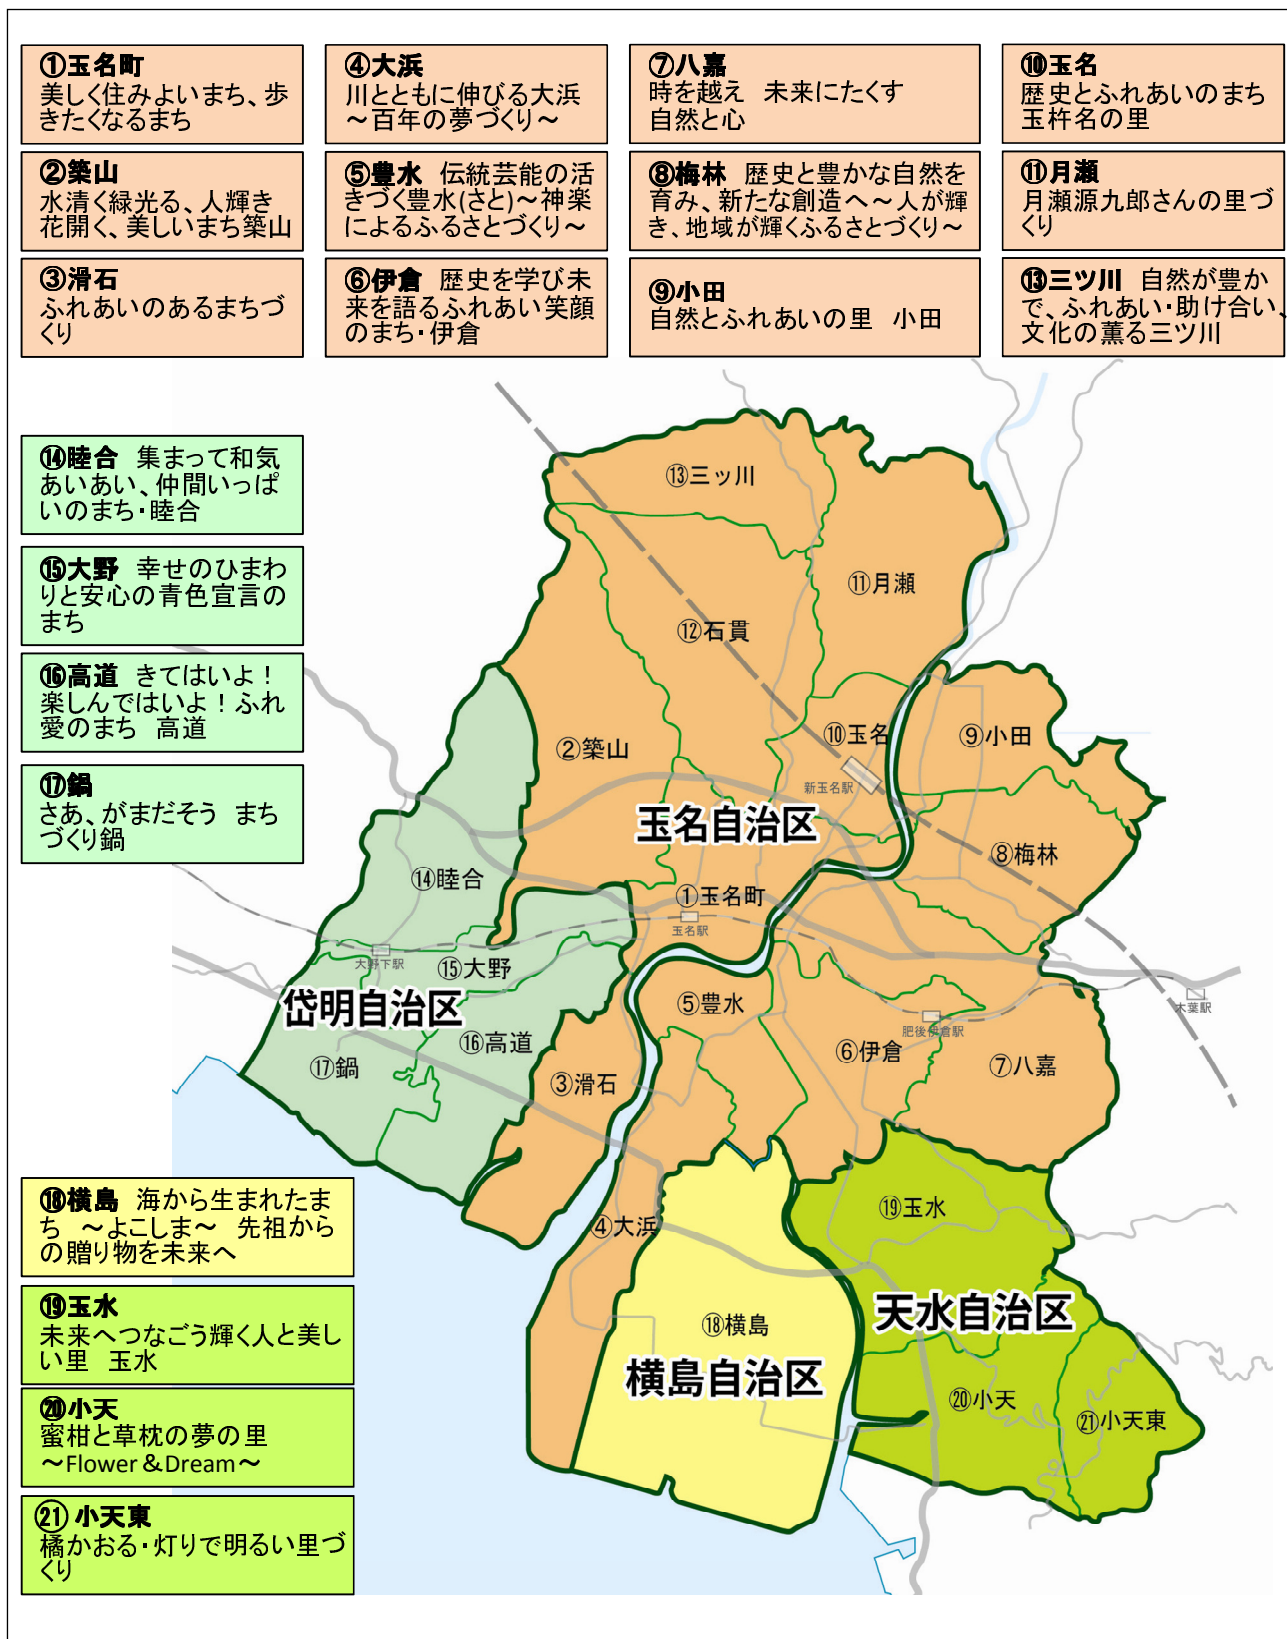 ①玉名町
美しく住みよいまち、歩
きたくなるまち
④大浜
川とともに伸びる大浜
～百年の夢づくり～
⑦八嘉
時を越え　未来にたくす
自然と心
⑩玉名
歴史とふれあいのまち
玉杵名の里
②築山
水清く緑光る、人輝き
花開く、美しいまち築山
⑤豊水　伝統芸能の活
きづく豊水(さと)～神楽
によるふるさとづくり～
⑧梅林　歴史と豊かな自然を
育み、新たな創造へ～人が輝
き、地域が輝くふるさとづくり～
⑪月瀬
月瀬源九郎さんの里づ
くり
③滑石
ふれあいのあるまちづ
くり
⑥伊倉　歴史を学び未
来を語るふれあい笑顔
のまち・伊倉
⑨小田
自然とふれあいの里　小田
⑬三ツ川　自然が豊か
で、ふれあい・助け合い、
文化の薫る三ツ川
⑭睦合　集まって和気
あいあい、仲間いっぱ
いのまち・睦合
⑮大野　幸せのひまわ
りと安心の青色宣言の
まち
⑯高道　きてはいよ！
楽しんではいよ！ふれ
愛のまち　高道
⑰鍋
さあ、がまだそう　まち
づくり鍋
⑱横島　海から生まれたま
ち　～よこしま～　先祖から
の贈り物を未来へ
⑲玉水
未来へつなごう輝く人と美し
い里　玉水
⑳小天
蜜柑と草枕の夢の里
～Flower＆Dream～
㉑小天東
橘かおる・灯りで明るい里づ
くり
⑬三ッ川
⑪月瀬
⑫石貫
⑩玉名
⑨小田
②築山
新玉名駅
玉名自治区
⑧梅林
⑭睦合
①玉名町
玉名駅
大野下駅
⑮大野
岱明自治区
⑤豊水
木葉駅
肥後伊倉駅
⑯高道
⑥伊倉
⑰鍋
③滑石
⑦八嘉
④大浜
⑲玉水
天水自治区
⑱横島
横島自治区
⑳小天
㉑小天東